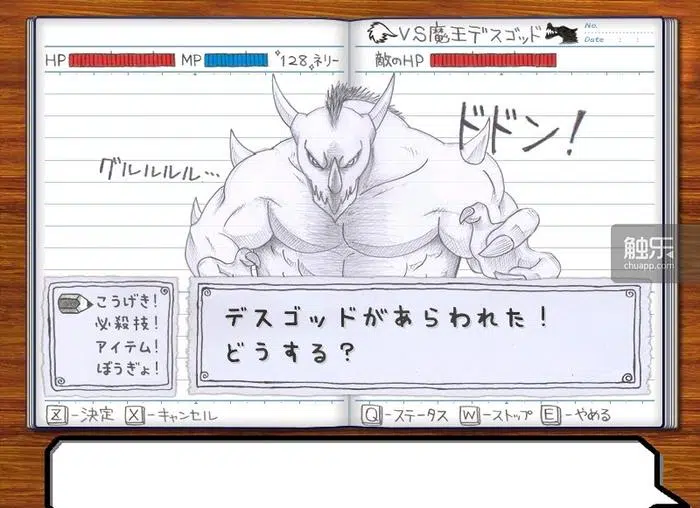 VS魔王デスゴッド
No.
Date : :
HP MP 128ネリー 敵のHP
ドドン!
グルルルル…
こうげき!
必殺技!
アイテム!
ぼうぎょ!
デスゴッドがあらわれた!
どうする?
触乐
chuapp.com
Z-決定 X-キャンセル Q-ステータス W-ストップ E-やめる